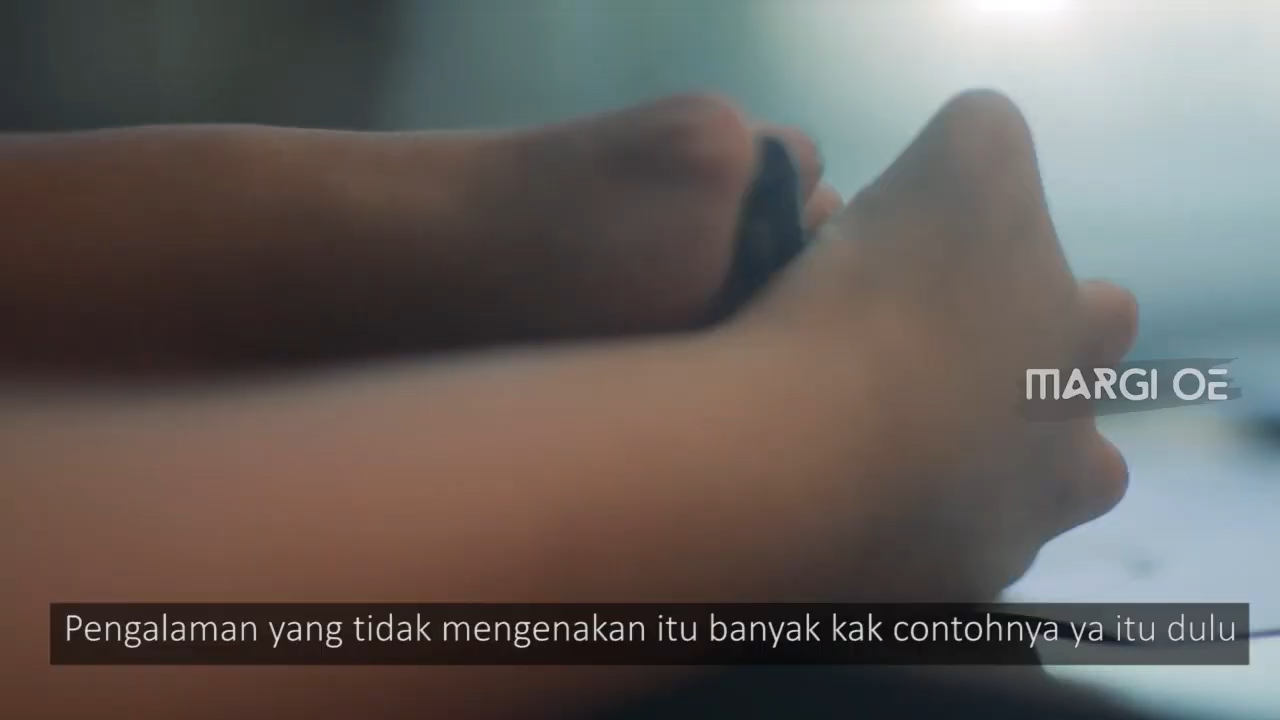 MARGI OE
Pengalaman yang tidak mengenakan itu banyak kak contohnya ya itu dulu